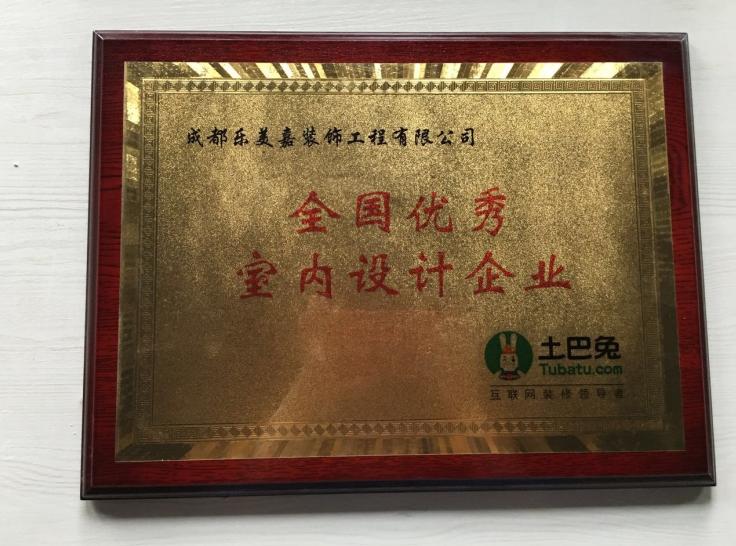 成都乐美嘉装饰工程有限公司
全国优秀
室内设计企业
土巴兔
Tubatu.com
互联网装修领导者